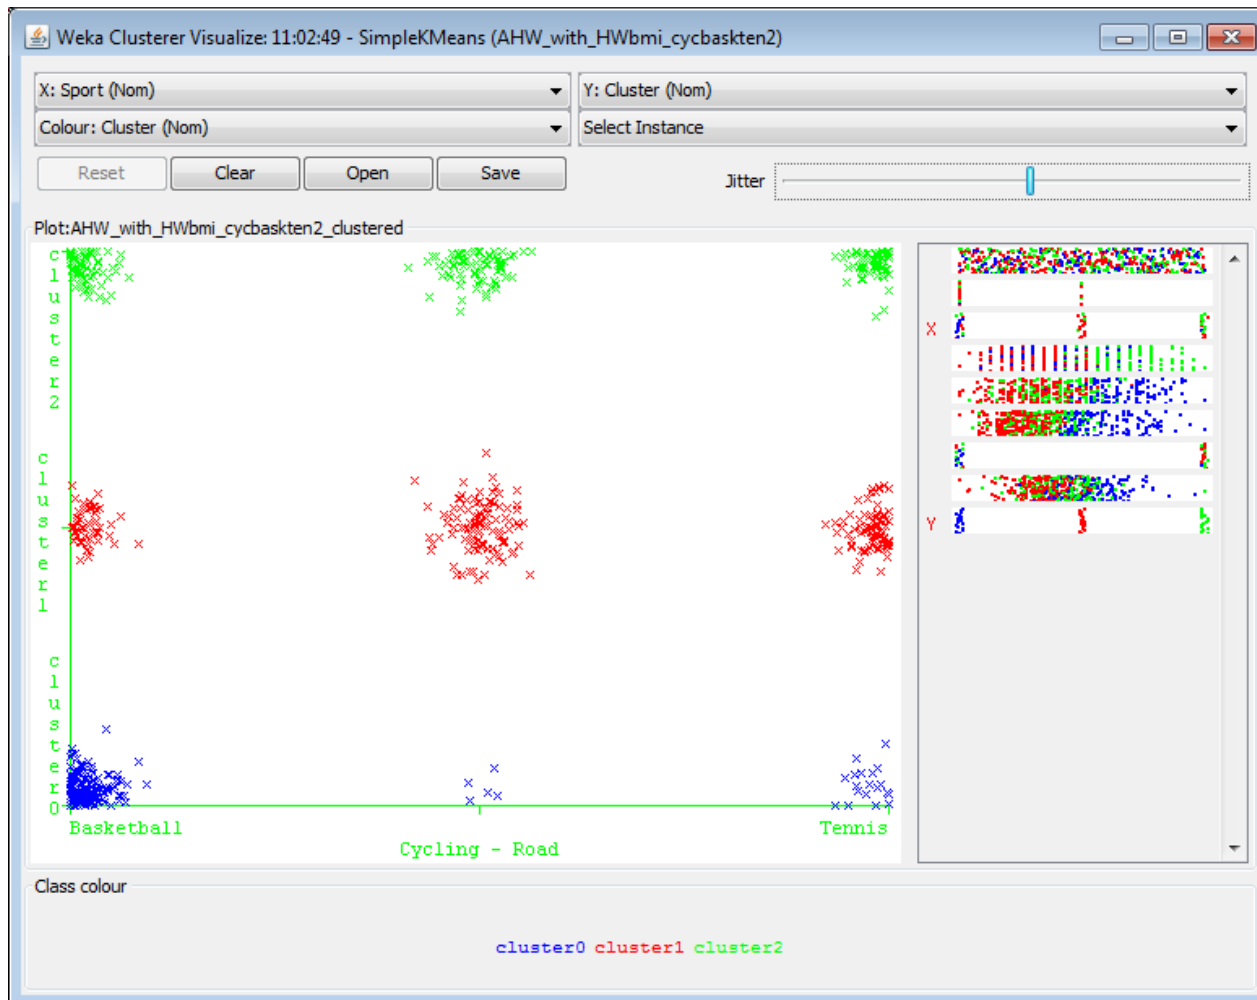 Weka Clusterer Visualize: 11:02:49 - SimpleKMeans (AHW_with_HWbmi_cycbaskten2)
X: Sport (Nom) Y: Cluster (Nom)
Colour: Cluster (Nom) Select Instance
Reset Clear Open Save Jitter
Plot:AHW_with_HWbmi_cycbaskten2_clustered
cluster2
X
cluster1
Y
cluster0
Basketball Tennis
Cycling - Road
Class colour
cluster0 cluster1 cluster2